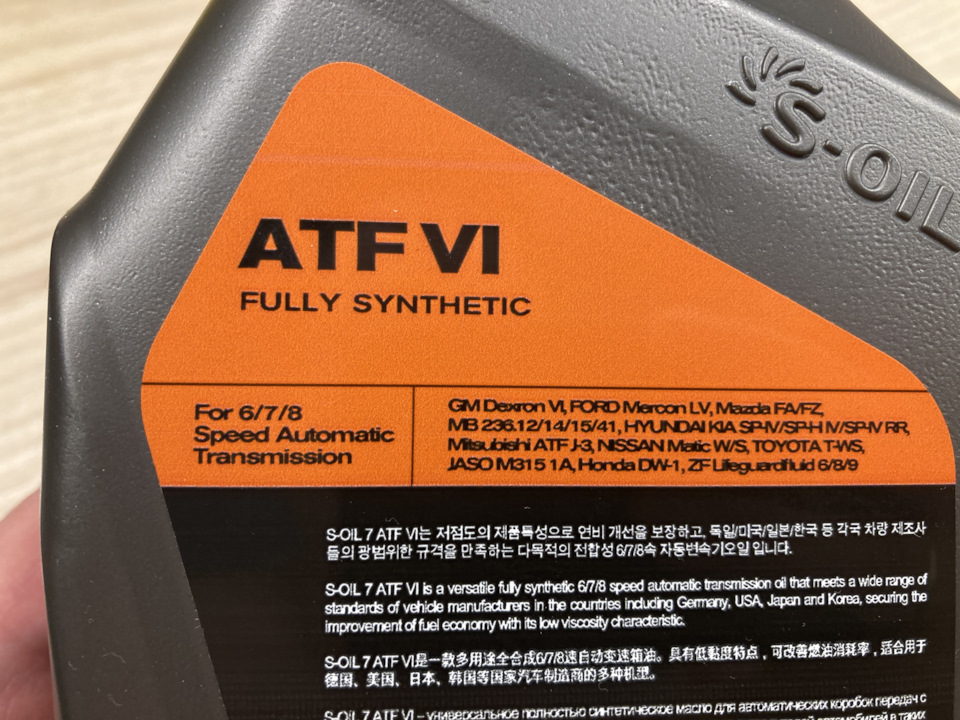 S-OIL
ATF VI
FULLY SYNTHETIC
For 6/7/8
Speed Automatic
Transmission
GM Dexron VI, FORD Mercon LV, Mazda FA/FZ,
MB 236.12/14/15/41, HYUNDAI KIA SP-IV/SP-H IV/SP-IV RR,
Mitsubishi ATF J-3, NISSAN Matic W/S, TOYOTA T-WS,
JASO M315 1A, Honda DW-1, ZF Lifeguardfluid 6/8/9
S-OIL 7 ATF VI는 저점도의 제품특성으로 연비 개선을 보장하고, 독일/미국/일본/한국 등 각국 차량 제조사
들의 광범위한 규격을 만족하는 다목적의 전합성 6/7/8속 자동변속기오일 입니다.
S-OIL 7 ATF VI is a versatile fully synthetic 6/7/8 speed automatic transmission oil that meets a wide range of
standards of vehicle manufacturers in the countries including Germany, USA, Japan and Korea, securing the
improvement of fuel economy with its low viscosity characteristic.
S-OIL 7 ATF VI是一款多用途全合成6/7/8速自动变速箱油。具有低黏度特点，可改善燃油消耗率，适合用于
德国、美国、日本、韩国等国家汽车制造商的多种机型。
S-OIL 7 ATF VI – универсальное полностью синтетическое масло для автоматических коробок передач с